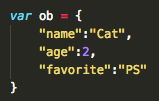 var ob = {
"name":"Cat",
"age":2,
"favorite":"PS"
}